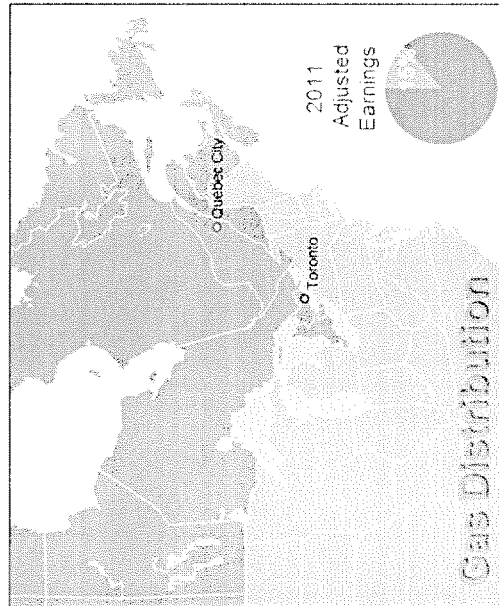 2011
Adjusted
Earnings
Quebec City
Toronto
Gas Distribution